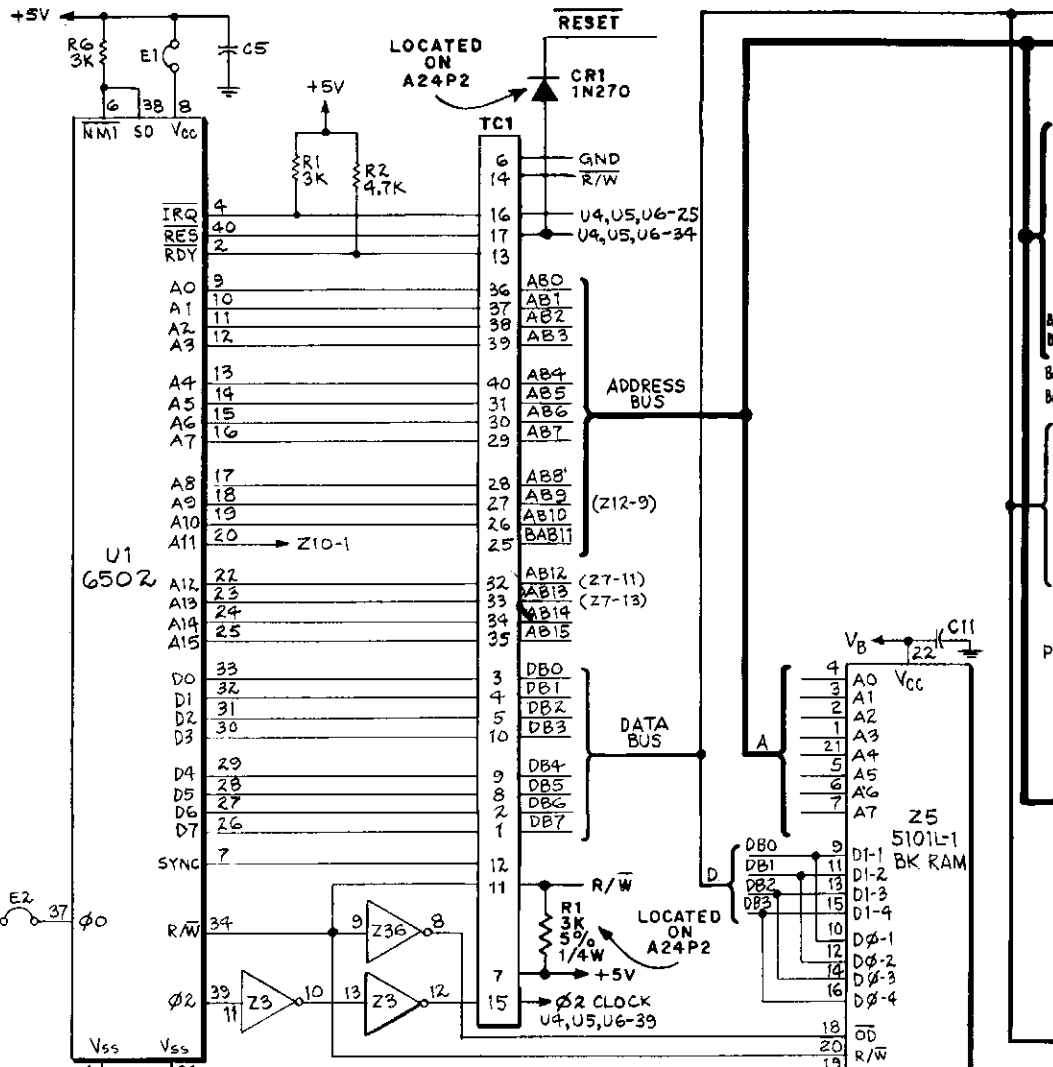 +5V
R6
3K
E1
C5
6 38 8
NMI SO VCC
LOCATED
ON
A24P2
RESET
CR1
1N270
+5V
R1
3K
R2
4.7K
TC1
6 GND
14 R/W
IRQ 4 16 U4,U5,U6-25
RES 40 17 U4,U5,U6-34
RDY 2 13
A0 9 36 AB0
A1 10 37 AB1
A2 11 38 AB2
A3 12 39 AB3
A4 13 40 AB4
A5 14 31 AB5
A6 15 30 AB6
A7 16 29 AB7
ADDRESS
BUS
A8 17 28 AB8
A9 18 27 AB9
(Z12-9)
A10 19 26 AB10
A11 20 Z10-1 25 BAB11
U1
6502
A12 22 32 AB12 (Z7-11)
A13 23 33 AB13 (Z7-13)
A14 24 34 AB14
A15 25 35 AB15
D0 33 3 DB0
D1 32 4 DB1
D2 31 5 DB2
D3 30 10 DB3
DATA
BUS
D4 29 9 DB4
D5 28 8 DB5
D6 27 2 DB6
D7 26 1 DB7
SYNC 7 12
11 R/W
E2
37 φ0
R/W 34
9 Z36 8
R1
3K
5%
1/4W
LOCATED
ON
A24P2
7 +5V
φ2 39
11 Z3 10 13 Z3 12
15 φ2 CLOCK
U4,U5,U6-39
VSS VSS
VB
C11
22
VCC
A
4 A0
3 A1
2 A2
1 A3
21 A4
5 A5
6 A6
7 A7
Z5
5101L-1
BK RAM
D
DB0 9 D1-1
DB1 11 D1-2
DB2 13 D1-3
DB3 15 D1-4
10 DØ-1
12 DØ-2
14 DØ-3
16 DØ-4
18 OD
20 R/W
19
P